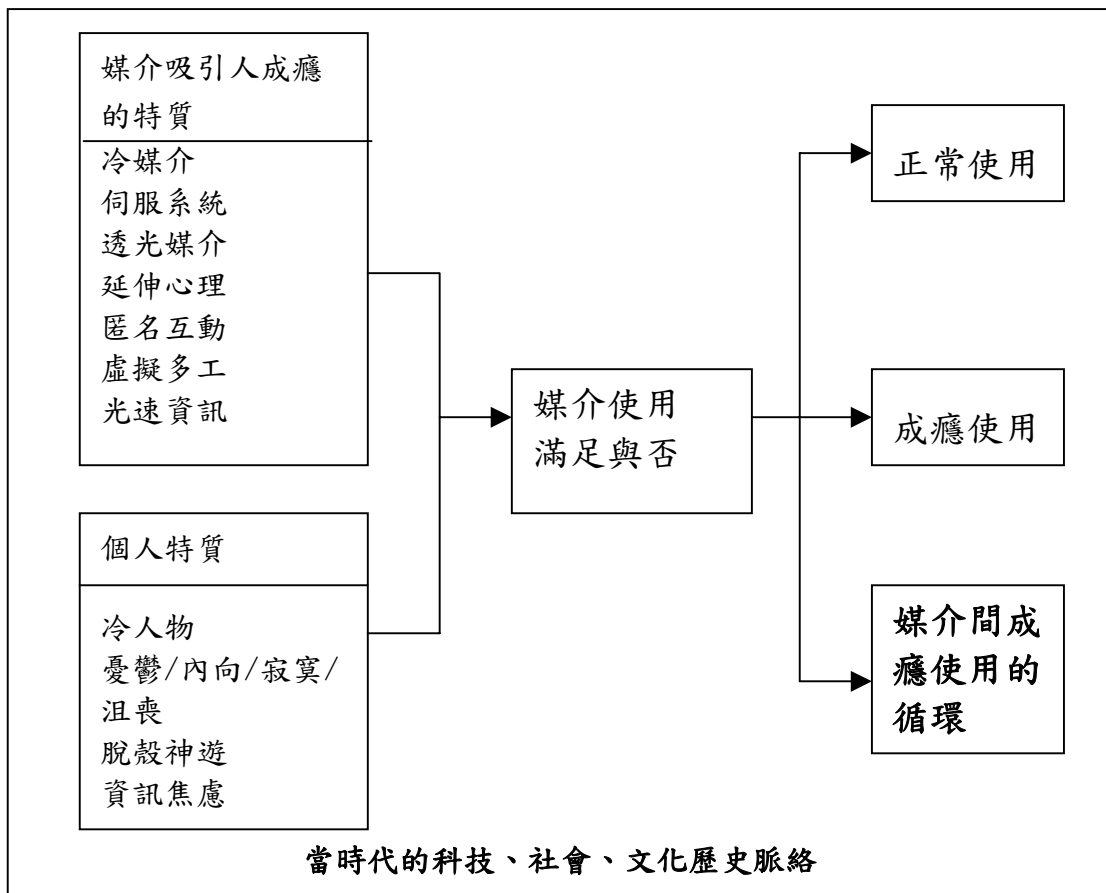 媒介吸引人成癮
的特質
冷媒介
伺服系統
透光媒介
延伸心理
匿名互動
虛擬多工
光速資訊
個人特質
冷人物
憂鬱/內向/寂寞/
沮喪
脫殼神遊
資訊焦慮
媒介使用
滿足與否
正常使用
成癮使用
媒介間成
癮使用的
循環
當時代的科技、社會、文化歷史脈絡